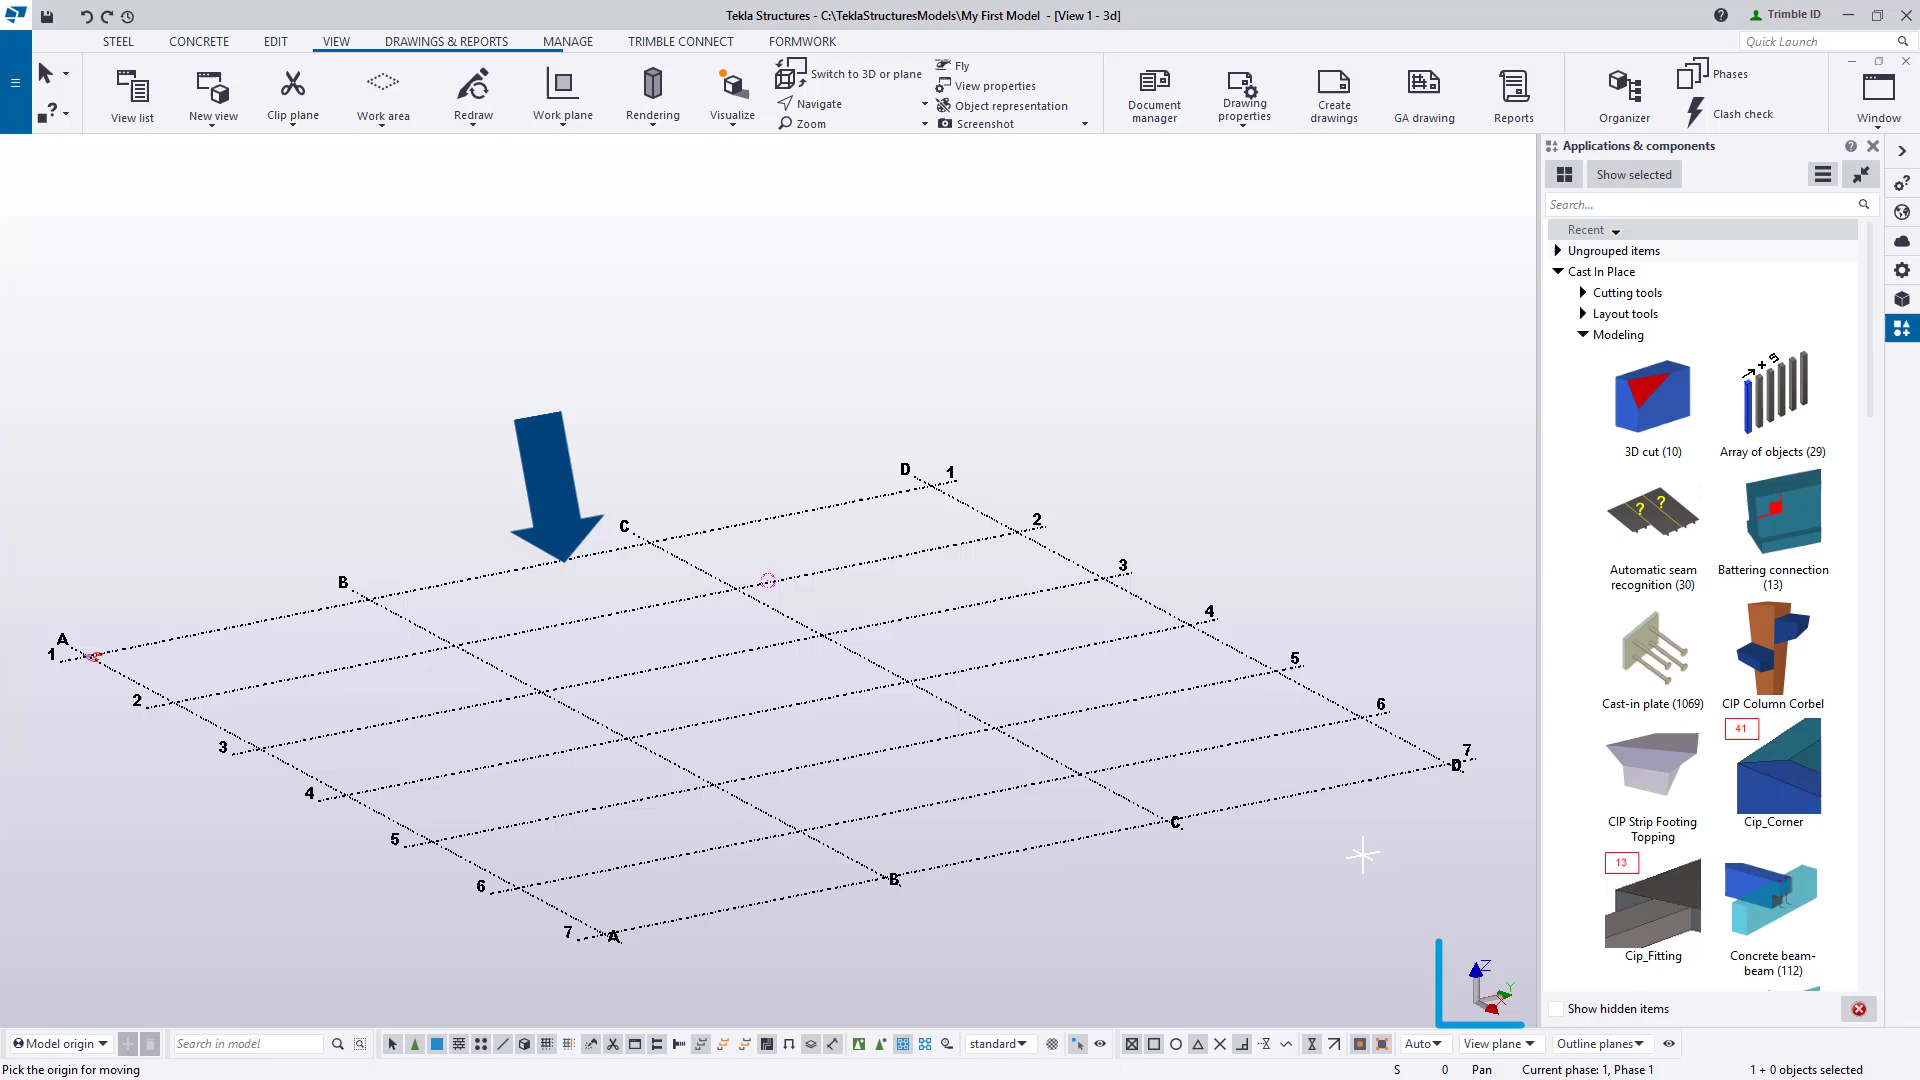 Tekla Structures - C:\TeklaStructuresModels\My First Model - [View 1 - 3d]
Trimble ID
STEEL CONCRETE EDIT VIEW DRAWINGS & REPORTS MANAGE TRIMBLE CONNECT FORMWORK
Quick Launch
View list
New view
Clip plane
Work area
Redraw
Work plane
Rendering
Visualize
Switch to 3D or plane
Navigate
Zoom
Fly
View properties
Object representation
Screenshot
Document manager
Drawing properties
Create drawings
GA drawing
Reports
Organizer
Phases
Clash check
Window
Applications & components
Show selected
Search...
Recent
Ungrouped items
Cast In Place
Cutting tools
Layout tools
Modeling
3D cut (10)
Array of objects (29)
Automatic seam recognition (30)
Battering connection (13)
Cast-in plate (1069)
CIP Column Corbel
CIP Strip Footing Topping
41
Cip_Corner
13
Cip_Fitting
Concrete beam-beam (112)
Show hidden items
D 1
C 2
B 3
A 4
1 5
2 6
3 7
D
4 C
5 B
6
7 A
Z
Y
X
Model origin
Search in model
standard
Auto
View plane
Outline planes
Pick the origin for moving
S 0 Pan Current phase: 1, Phase 1 1 + 0 objects selected